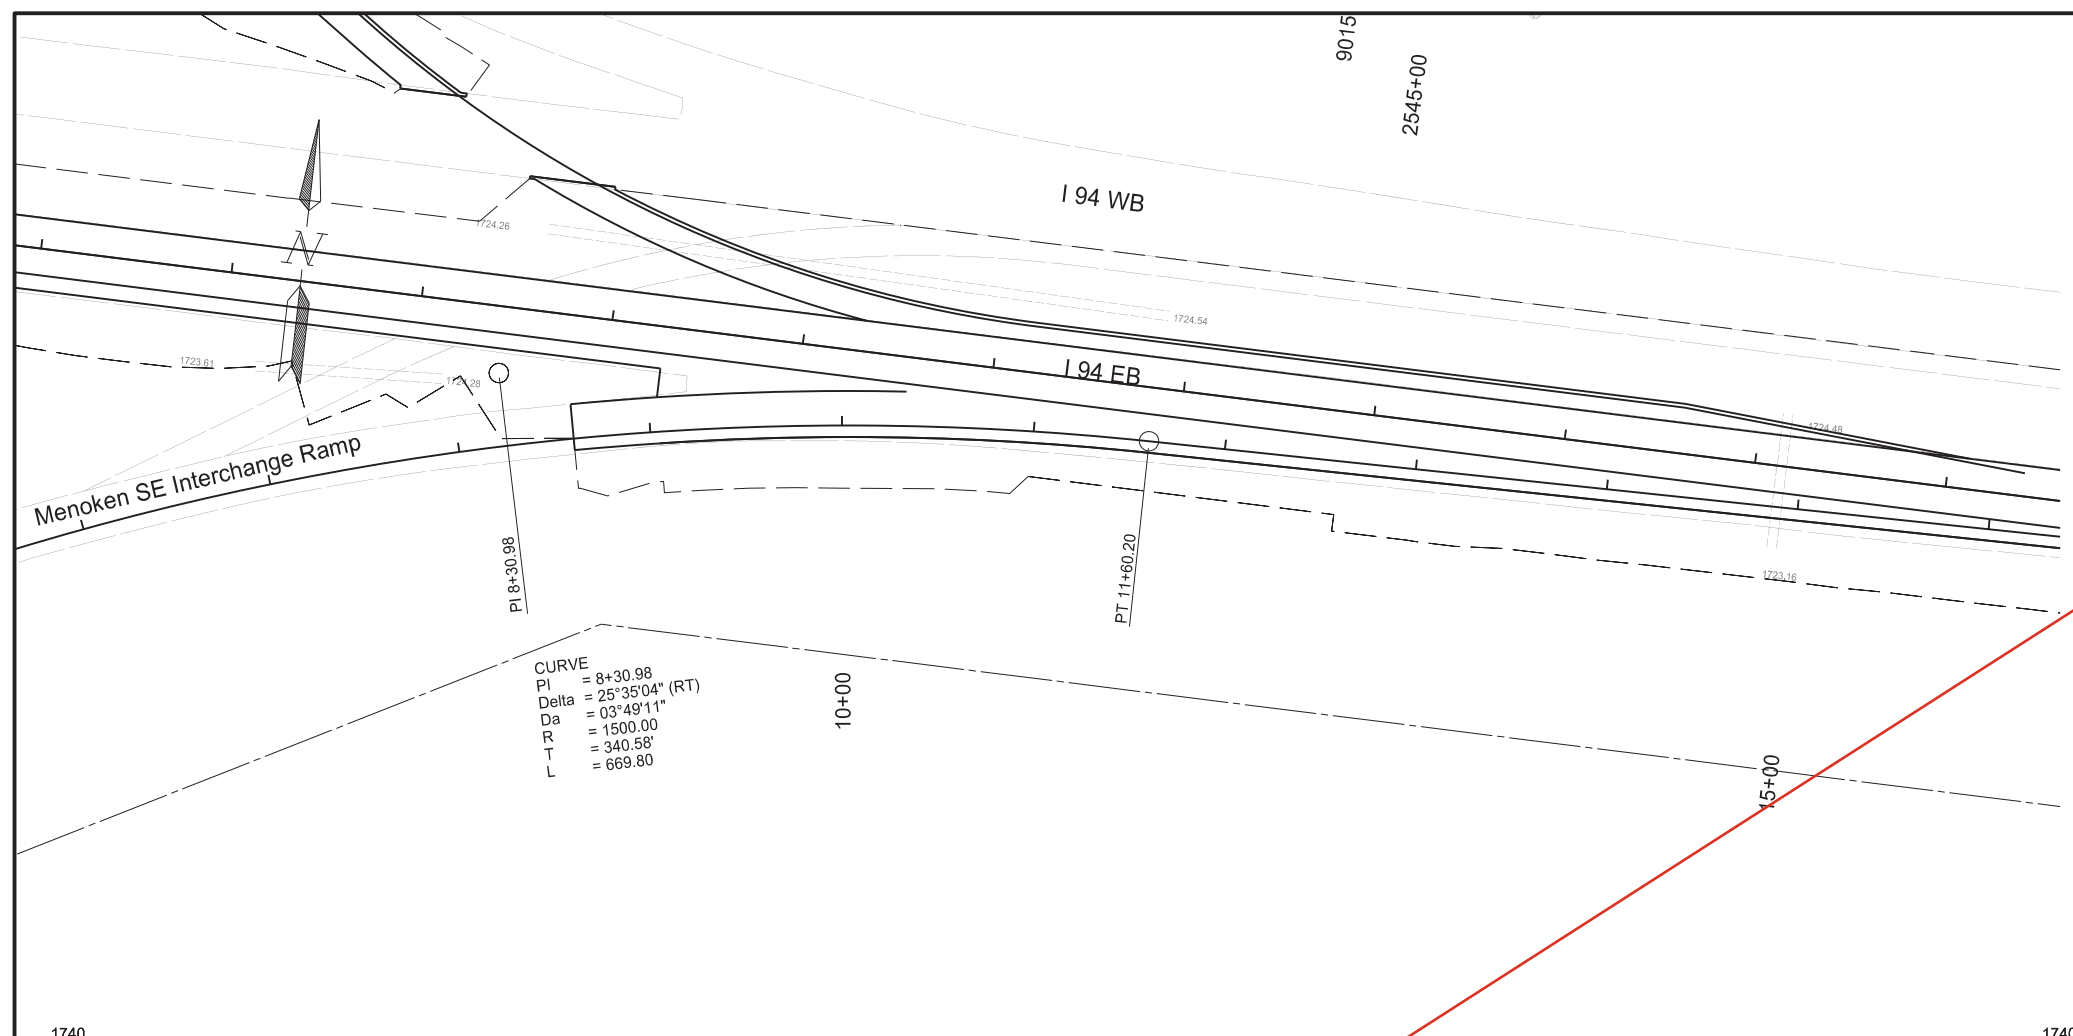 9015
2545+00
I 94 WB
1724.26
N
1724.54
1723.61
1724.28
I 94 EB
1724.48
Menoken SE Interchange Ramp
PI 8+30.98
PT 11+60.20
1723.16
CURVE
PI = 8+30.98
Delta = 25°35'04" (RT)
Da = 03°49'11"
R = 1500.00
T = 340.58'
L = 669.80
10+00
15+00
1740
1740